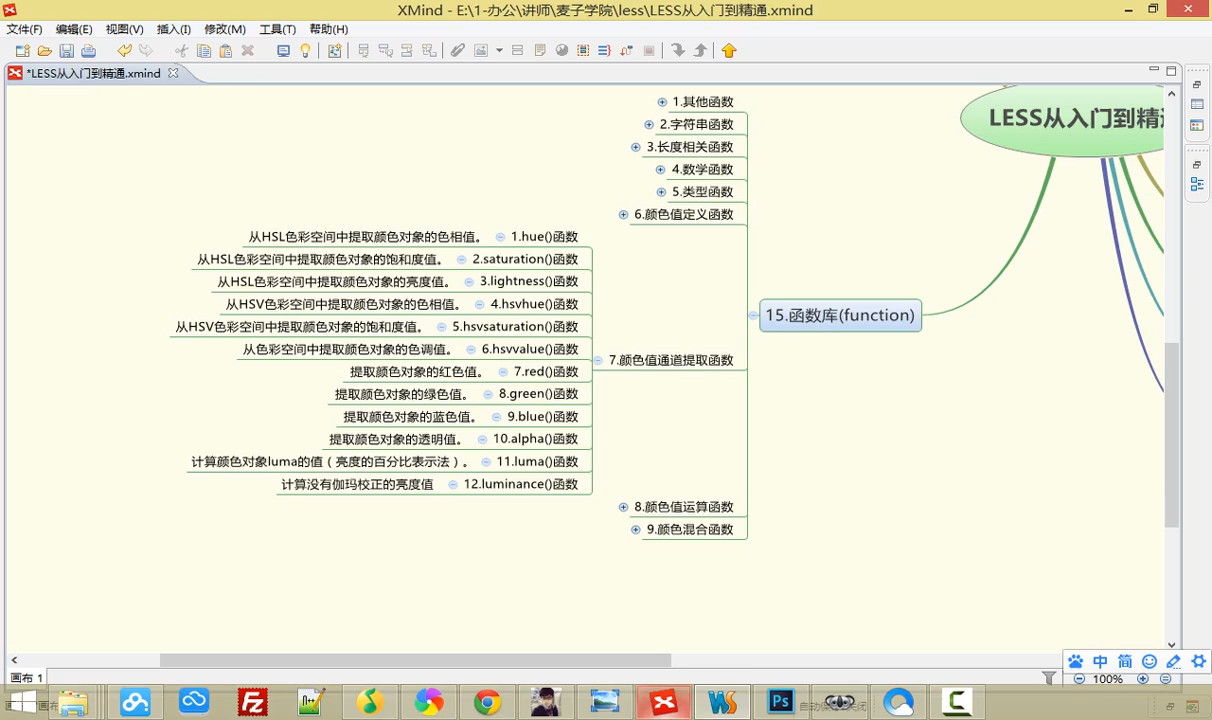 XMind - E:\1-办公\讲师\麦子学院\less\LESS从入门到精通.xmind
文件(F) 编辑(E) 视图(V) 插入(I) 修改(M) 工具(T) 帮助(H)
*LESS从入门到精通.xmind
LESS从入门到精
1.其他函数
2.字符串函数
3.长度相关函数
4.数学函数
5.类型函数
6.颜色值定义函数
从HSL色彩空间中提取颜色对象的色相值。 1.hue()函数
从HSL色彩空间中提取颜色对象的饱和度值。 2.saturation()函数
从HSL色彩空间中提取颜色对象的亮度值。 3.lightness()函数
从HSV色彩空间中提取颜色对象的色相值。 4.hsvhue()函数
15.函数库(function)
从HSV色彩空间中提取颜色对象的饱和度值。 5.hsvsaturation()函数
从色彩空间中提取颜色对象的色调值。 6.hsvvalue()函数
7.颜色值通道提取函数
提取颜色对象的红色值。 7.red()函数
提取颜色对象的绿色值。 8.green()函数
提取颜色对象的蓝色值。 9.blue()函数
提取颜色对象的透明值。 10.alpha()函数
计算颜色对象luma的值（亮度的百分比表示法）。 11.luma()函数
计算没有伽玛校正的亮度值 12.luminance()函数
8.颜色值运算函数
9.颜色混合函数
中 简
画布 1
100%
Ps